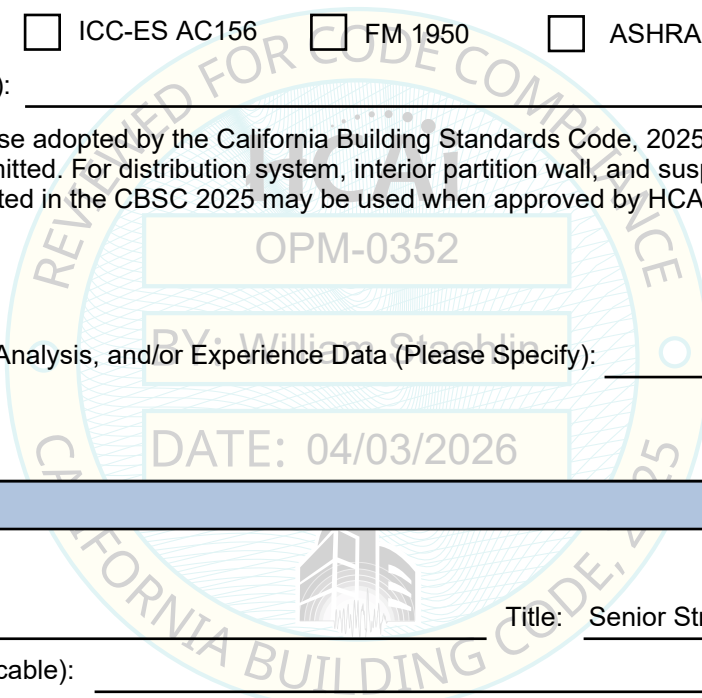 ICC-ES AC156 FM 1950 ASHRA
):
se adopted by the California Building Standards Code, 2025
itted. For distribution system, interior partition wall, and susp
ted in the CBSC 2025 may be used when approved by HCA
Analysis, and/or Experience Data (Please Specify):
Title: Senior Str
cable):
REVIEWED FOR CODE COMPLIANCE
HCAi
OPM-0352
BY: William Staehlin
DATE: 04/03/2026
CALIFORNIA BUILDING CODE, 2025